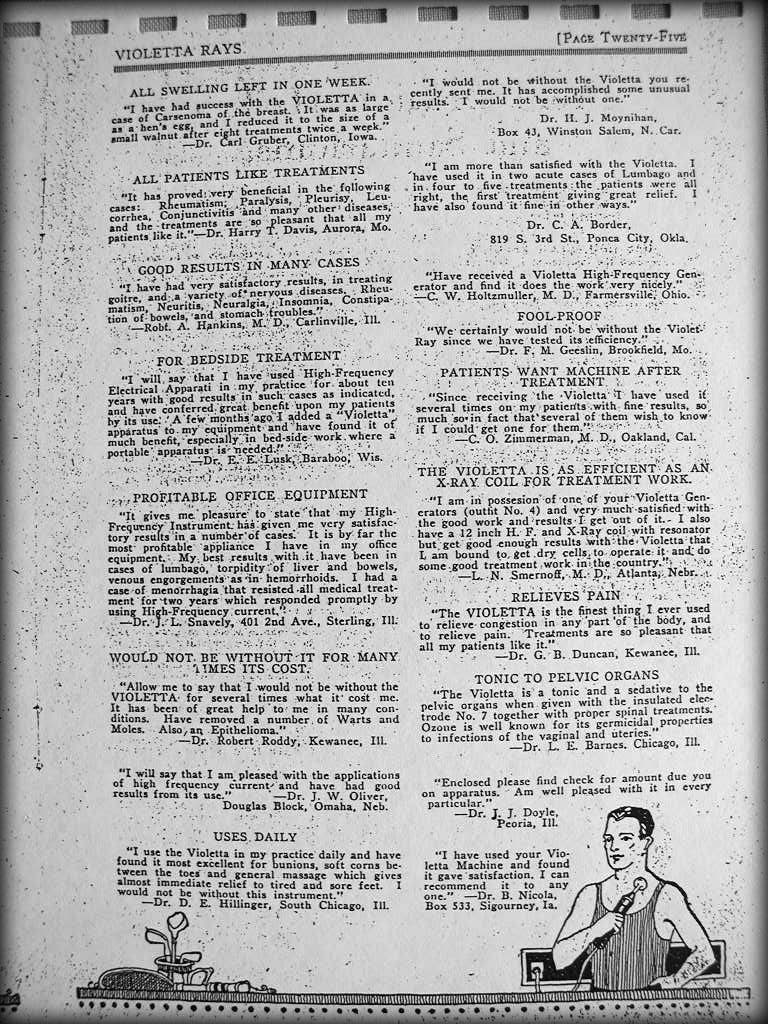 VIOLETTA RAYS
[PAGE TWENTY-FIVE
ALL SWELLING LEFT IN ONE WEEK.
"I have had success with the VIOLETTA in a
case of Carsenoma of the breast. It was as large
as a hen's egg, and I reduced it to the size of a
small walnut after eight treatments twice a week."
—Dr. Carl Gruber, Clinton, Iowa.
ALL PATIENTS LIKE TREATMENTS
"It has proved very beneficial in the following
cases: Rheumatism, Paralysis, Pleurisy, Leu-
corrhea, Conjunctivitis and many other diseases,
and the treatments are so pleasant that all my
patients like it."—Dr. Harry T. Davis, Aurora, Mo.
GOOD RESULTS IN MANY CASES
"I have had very satisfactory results, in treating
goitre, and a variety of nervous diseases. Rheu-
matism, Neuritis, Neuralgia, Insomnia, Constipa-
tion of bowels, and stomach troubles."
—Robf. A. Hankins, M. D., Carlinville, Ill.
FOR BEDSIDE TREATMENT
"I will say that I have used High-Frequency
Electrical Apparati in my practice for about ten
years with good results in such cases as indicated,
and have conferred great benefit upon my patients
by its use. A few months ago I added a "Violetta"
apparatus to my equipment and have found it of
much benefit, especially in bed-side work where a
portable apparatus is needed."
—Dr. E. E. Lusk, Baraboo, Wis.
PROFITABLE OFFICE EQUIPMENT
"It gives me pleasure to state that my High-
Frequency Instrument has given me very satisfac-
tory results in a number of cases. It is by far the
most profitable appliance I have in my office
equipment. My best results with it have been in
cases of lumbago, torpidity of liver and bowels,
venous engorgements as in hemorrhoids. I had a
case of menorrhagia that resisted all medical treat-
ment for two years which responded promptly by
using High-Frequency current."
—Dr. J. L. Snavely, 401 2nd Ave., Sterling, Ill.
WOULD NOT BE WITHOUT IT FOR MANY
TIMES ITS COST.
"Allow me to say that I would not be without the
VIOLETTA for several times what it cost me.
It has been of great help to me in many con-
ditions. Have removed a number of Warts and
Moles. Also, an Epithelioma."
—Dr. Robert Roddy, Kewanee, Ill.
"I will say that I am pleased with the applications
of high frequency current and have had good
results from its use." —Dr. J. W. Oliver,
Douglas Block, Omaha, Neb.
USES DAILY
"I use the Violetta in my practice daily and have
found it most excellent for bunions, soft corns be-
tween the toes and general massage which gives
almost immediate relief to tired and sore feet. I
would not be without this instrument."
—Dr. D. E. Hillinger, South Chicago, Ill.
"I would not be without the Violetta you re-
cently sent me. It has accomplished some unusual
results. I would not be without one."
Dr. H. J. Moynihan,
Box 43, Winston Salem, N. Car.
"I am more than satisfied with the Violetta. I
have used it in two acute cases of Lumbago and
in four to five treatments the patients were all
right, the first treatment giving great relief. I
have also found it fine in other ways."
Dr. C. A. Border,
819 S. 3rd St., Ponca City, Okla.
"Have received a Violetta High-Frequency Gen-
erator and find it does the work very nicely."
—C. W. Holtzmuller, M. D., Farmersville, Ohio.
FOOL-PROOF
"We certainly would not be without the Violet-
Ray since we have tested its efficiency."
—Dr. F. M. Geeslin, Brookfield, Mo.
PATIENTS WANT MACHINE AFTER
TREATMENT
"Since receiving the Violetta I have used it
several times on my patients with fine results, so
much so in fact that several of them wish to know
if I could get one for them."
—C. O. Zimmerman, M. D., Oakland, Cal.
THE VIOLETTA IS AS EFFICIENT AS AN
X-RAY COIL FOR TREATMENT WORK.
"I am in possesion of one of your Violetta Gen-
erators (outfit No. 4) and very much satisfied with
the good work and results I get out of it. I also
have a 12 inch H. F. and X-Ray coil with resonator
but get good enough results with the Violetta that
I am bound to get dry cells to operate it and do
some good treatment work in the country."
—L. N. Smernoff, M. D., Atlanta, Nebr.
RELIEVES PAIN
"The VIOLETTA is the finest thing I ever used
to relieve congestion in any part of the body, and
to relieve pain. Treatments are so pleasant that
all my patients like it."
—Dr. G. B. Duncan, Kewanee, Ill.
TONIC TO PELVIC ORGANS
"The Violetta is a tonic and a sedative to the
pelvic organs when given with the insulated elec-
trode No. 7 together with proper spinal treatments.
Ozone is well known for its germicidal properties
to infections of the vaginal and uteries."
—Dr. L. E. Barnes, Chicago, Ill.
"Enclosed please find check for amount due you
on apparatus. Am well pleased with it in every
particular."
—Dr. J. J. Doyle,
Peoria, Ill.
"I have used your Vio-
letta Machine and found
it gave satisfaction. I can
recommend it to any
one." —Dr. B. Nicola,
Box 533, Sigourney, Ia.